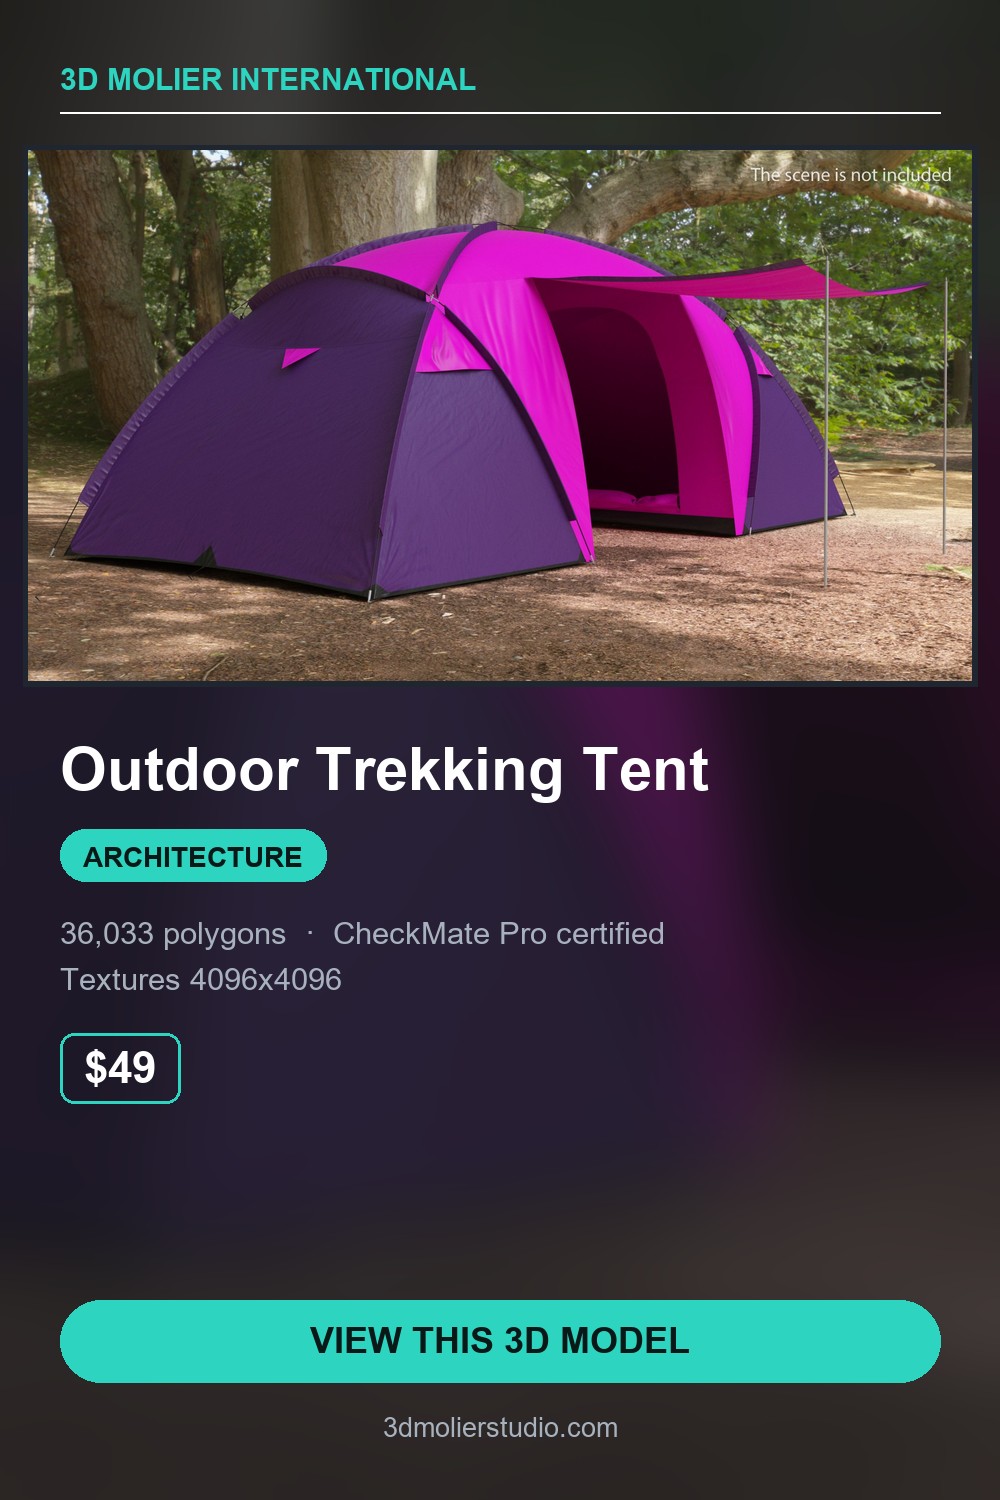 3D MOLIER INTERNATIONAL
The scene is not included
Outdoor Trekking Tent
ARCHITECTURE
36,033 polygons · CheckMate Pro certified
Textures 4096x4096
$49
VIEW THIS 3D MODEL
3dmolierstudio.com